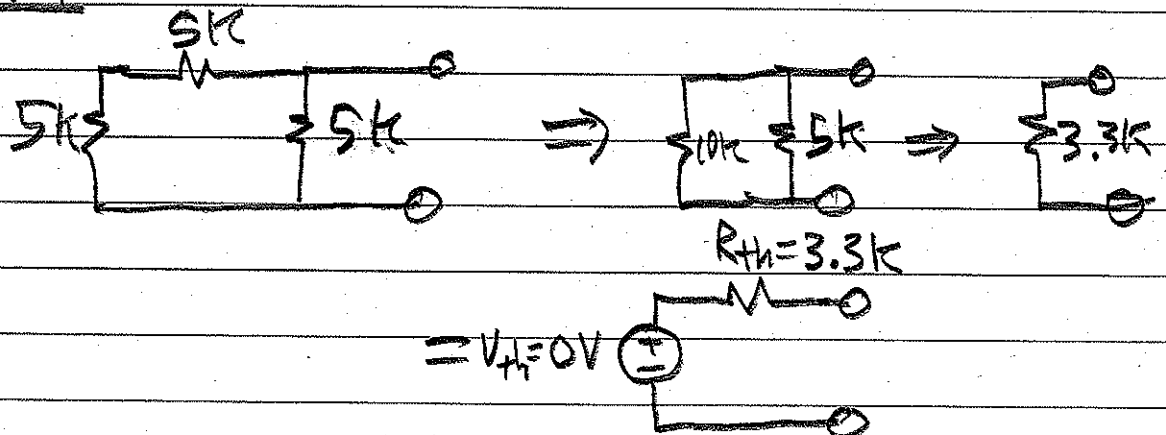 5K
5K 5K ⇒ 10K 5K ⇒ 3.3K
Rth=3.3K
=Vth=0V